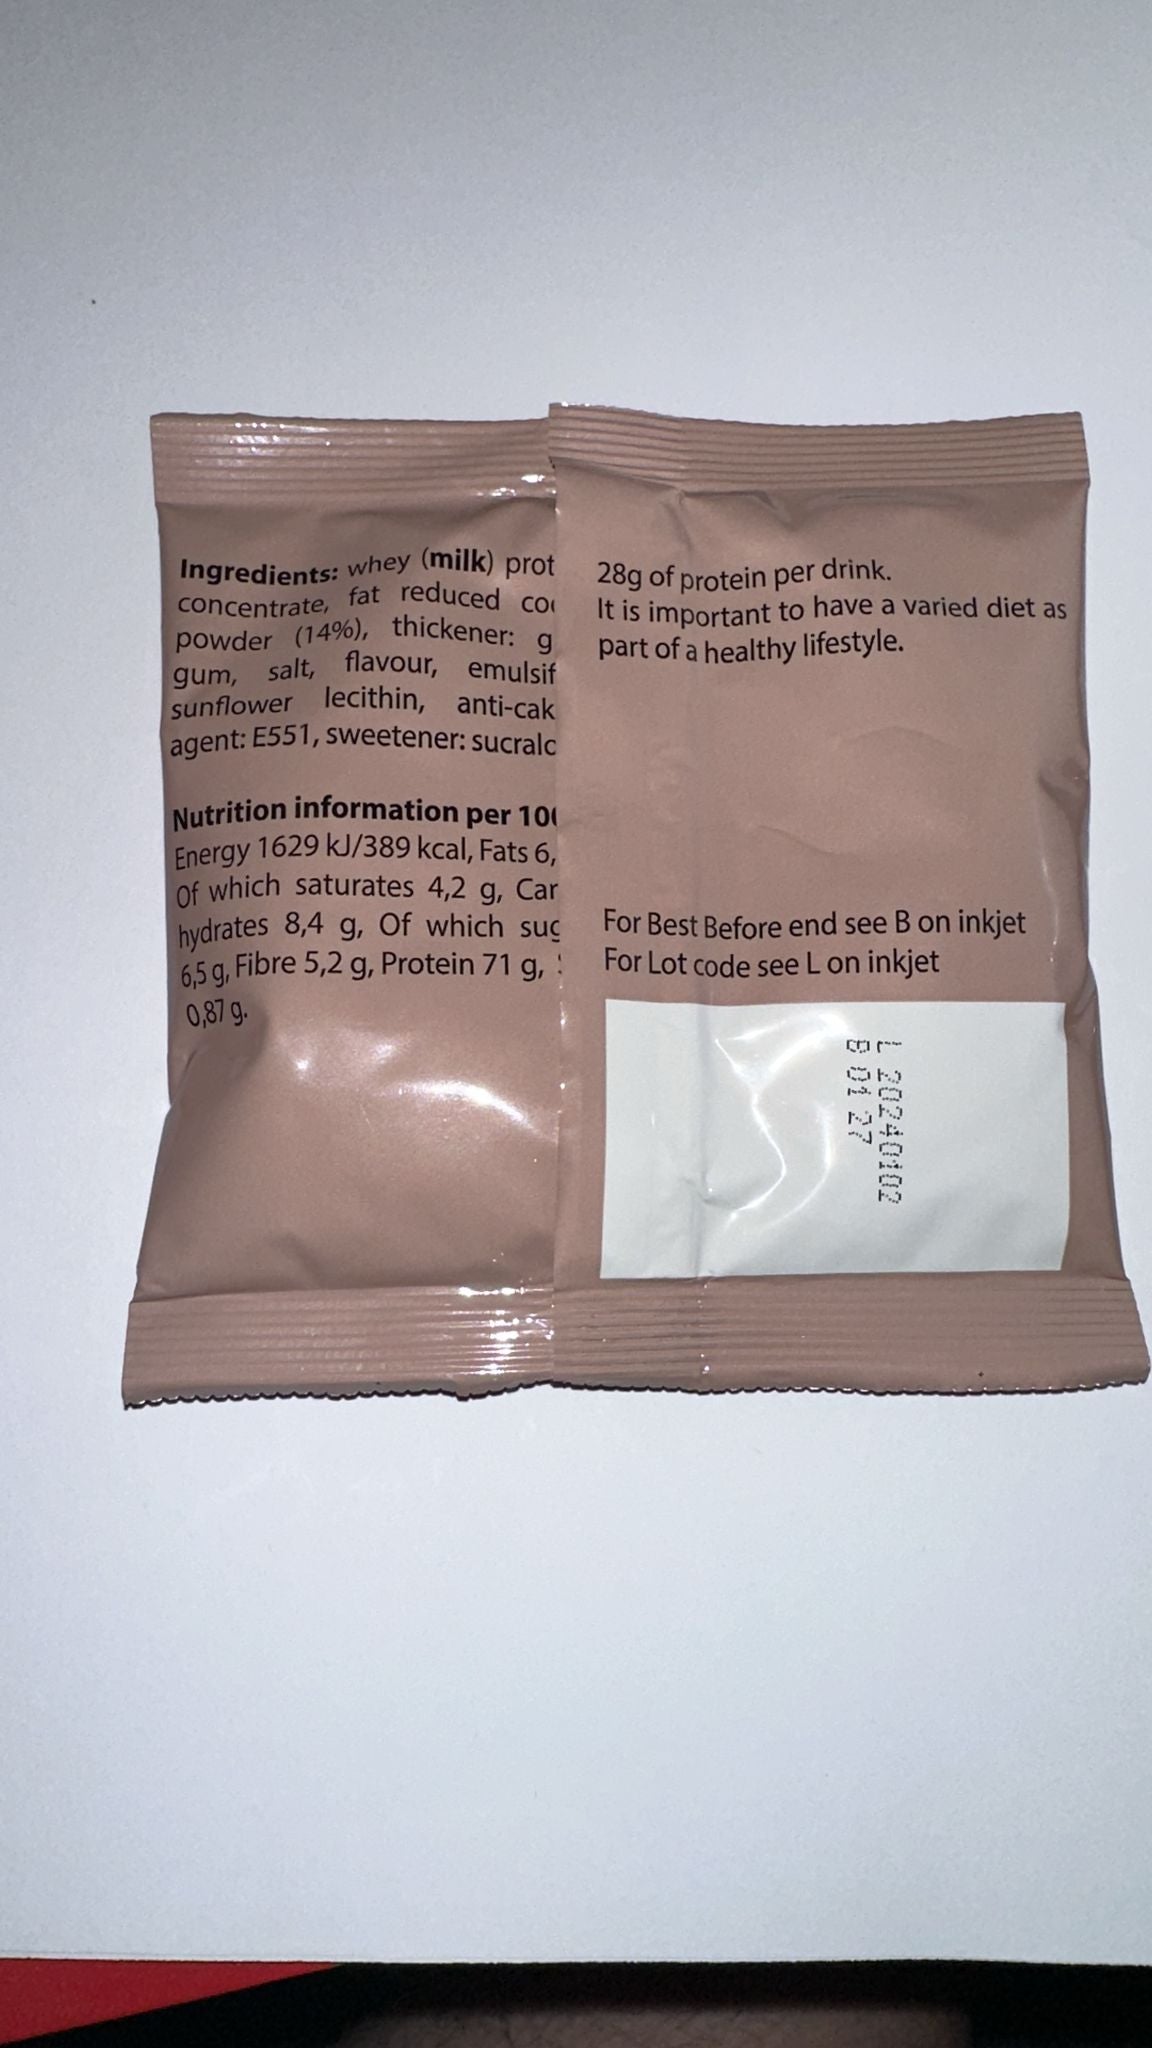 Ingredients: whey (milk) prot
concentrate, fat reduced co
powder (14%), thickener: g
gum, salt, flavour, emulsif
sunflower lecithin, anti-cak
agent: E551, sweetener: sucralo
Nutrition information per 10
Energy 1629 kJ/389 kcal, Fats 6,
Of which saturates 4,2 g, Car
hydrates 8,4 g, Of which sug
6,5 g, Fibre 5,2 g, Protein 71 g,
0,87 g.
28g of protein per drink.
It is important to have a varied diet as
part of a healthy lifestyle.
For Best Before end see B on inkjet
For Lot code see L on inkjet
L 20240102
B 01 27